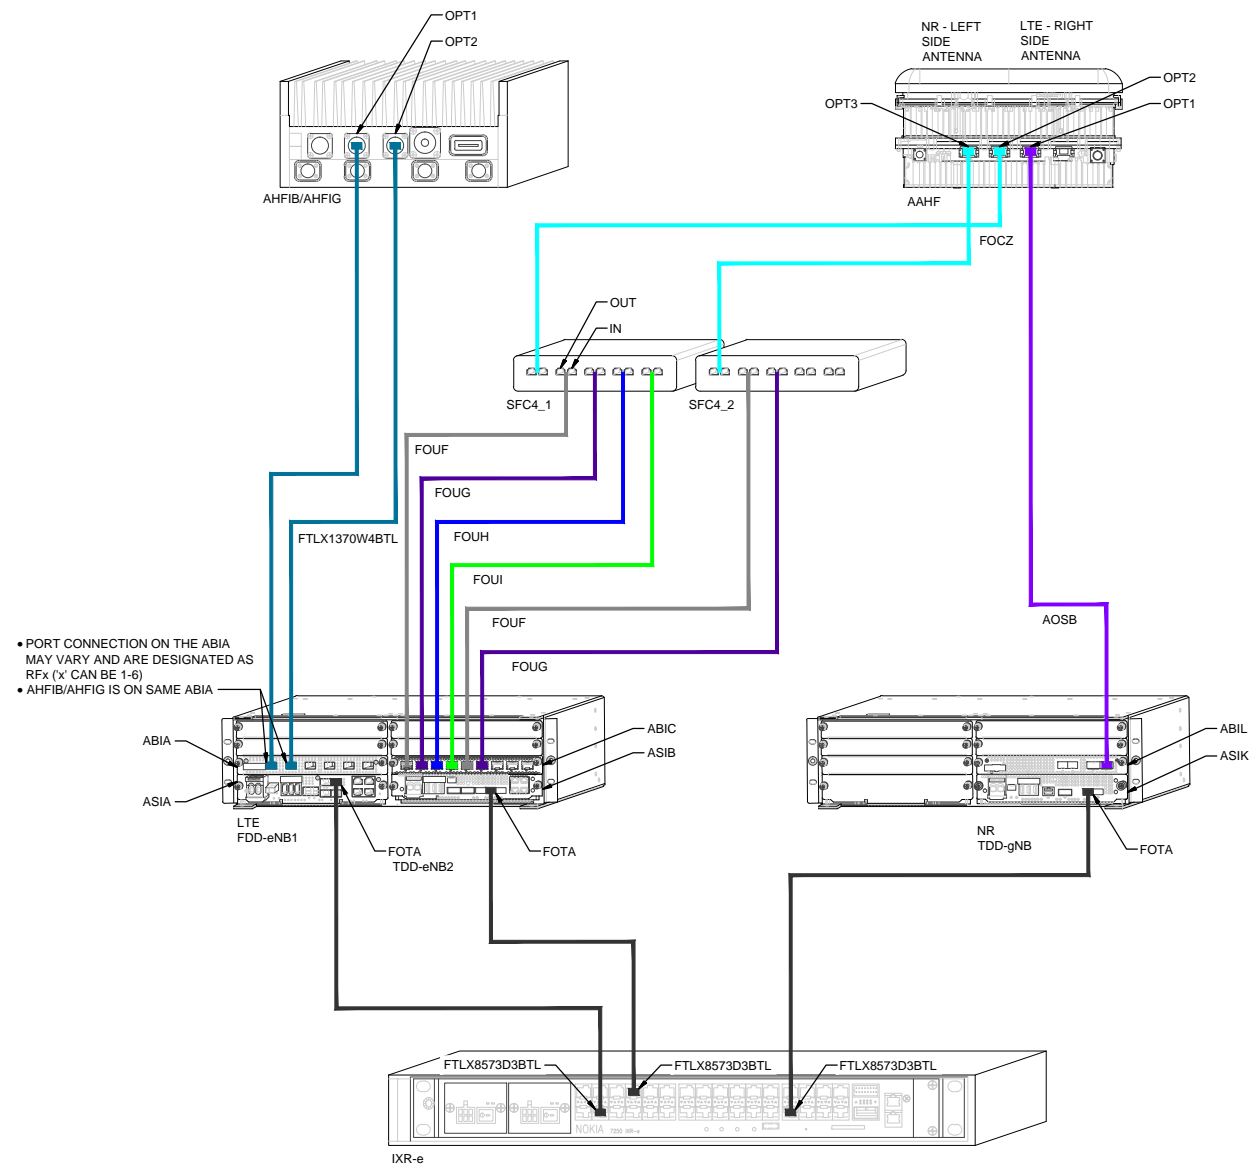 OPT1
OPT2
AHFIB/AHFIG
NR - LEFT
SIDE
ANTENNA
LTE - RIGHT
SIDE
ANTENNA
OPT2
OPT3
OPT1
AAHF
FOCZ
OUT
IN
SFC4_1
SFC4_2
FOUF
FOUG
FTLX1370W4BTL
FOUH
FOUI
FOUF
AOSB
FOUG
• PORT CONNECTION ON THE ABIA
MAY VARY AND ARE DESIGNATED AS
RFx ('x' CAN BE 1-6)
• AHFIB/AHFIG IS ON SAME ABIA
ABIA
ASIA
ABIC
ASIB
ABIL
ASIK
LTE
FDD-eNB1
FOTA
TDD-eNB2
FOTA
NR
TDD-gNB
FOTA
FTLX8573D3BTL
FTLX8573D3BTL
FTLX8573D3BTL
NOKIA 7250 IXR-e
IXR-e